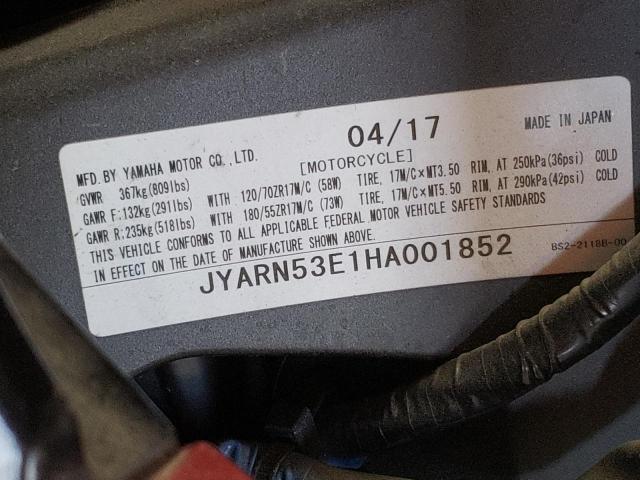 04/17
MFD. BY YAMAHA MOTOR CO., LTD. [MOTORCYCLE] MADE IN JAPAN
GVWR 367kg(809lbs)
GAWR F:132kg(291lbs) WITH 120/70ZR17M/C (58W) TIRE, 17M/C×MT3.50 RIM, AT 250kPa(36psi) COLD
GAWR R:235kg(518lbs) WITH 180/55ZR17M/C (73W) TIRE, 17M/C×MT5.50 RIM, AT 290kPa(42psi) COLD
THIS VEHICLE CONFORMS TO ALL APPLICABLE FEDERAL MOTOR VEHICLE SAFETY STANDARDS
IN EFFECT ON THE DATE OF MANUFACTURE SHOWN ABOVE.
JYARN53E1HA001852
BS2-2118B-00